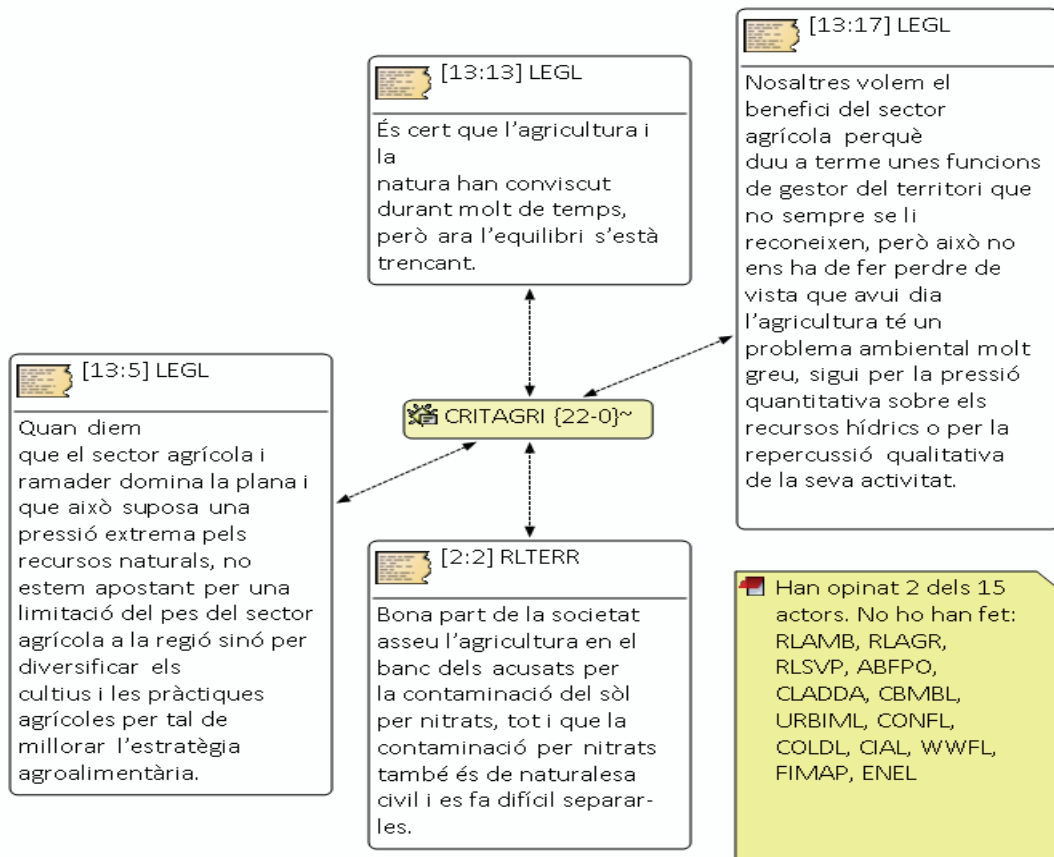 [13:13] LEGL
És cert que l’agricultura i
la
natura han conviscut
durant molt de temps,
però ara l’equilibri s’està
trencant.
[13:17] LEGL
Nosaltres volem el
benefici del sector
agrícola perquè
duu a terme unes funcions
de gestor del territori que
no sempre se li
reconeixen, però això no
ens ha de fer perdre de
vista que avui dia
l’agricultura té un
problema ambiental molt
greu, sigui per la pressió
quantitativa sobre els
recursos hídrics o per la
repercussió qualitativa
de la seva activitat.
[13:5] LEGL
Quan diem
que el sector agrícola i
ramader domina la plana i
que això suposa una
pressió extrema pels
recursos naturals, no
estem apostant per una
limitació del pes del sector
agrícola a la regió sinó per
diversificar els
cultius i les pràctiques
agrícoles per tal de
millorar l’estratègia
agroalimentària.
CRITAGRI {22-0}~
[2:2] RLTERR
Bona part de la societat
asseu l’agricultura en el
banc dels acusats per
la contaminació del sòl
per nitrats, tot i que la
contaminació per nitrats
també és de naturalesa
civil i es fa difícil separar-
les.
Han opinat 2 dels 15
actors. No ho han fet:
RLAMB, RLAGR,
RLSVP, ABFPO,
CLADDA, CBMBL,
URBIML, CONFL,
COLDL, CIAL, WWFL,
FIMAP, ENEL